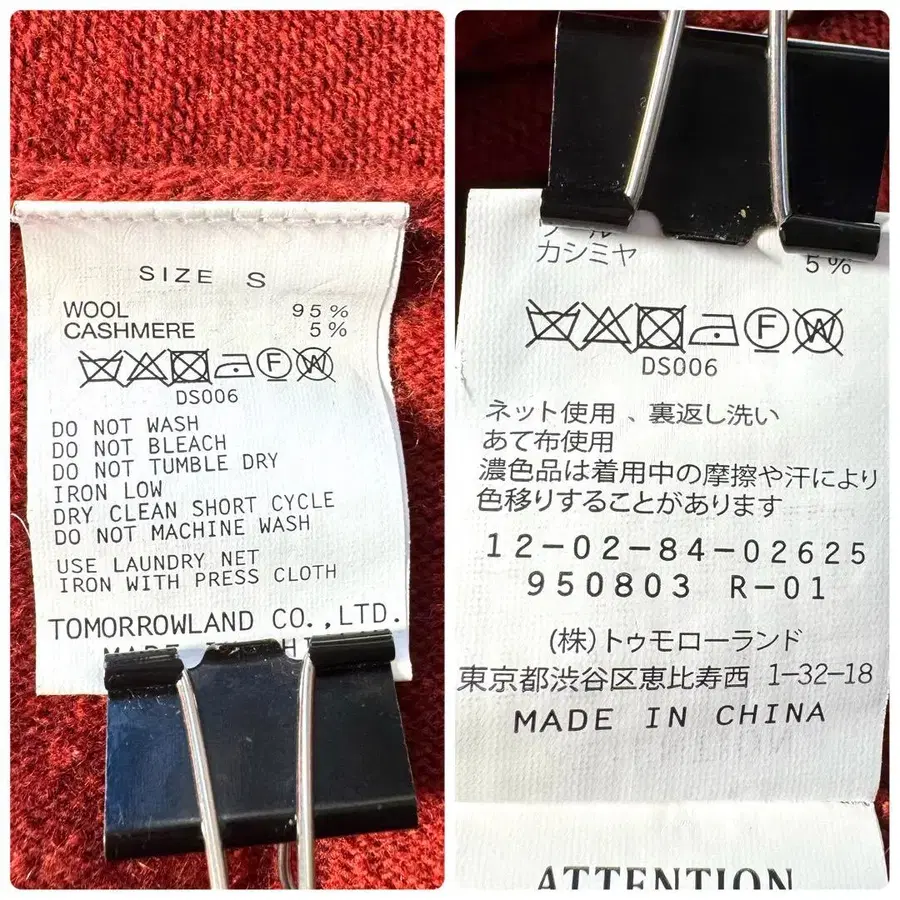 SIZE S
WOOL 95%
CASHMERE 5%
F W
DS006
DO NOT WASH
DO NOT BLEACH
DO NOT TUMBLE DRY
IRON LOW
DRY CLEAN SHORT CYCLE
DO NOT MACHINE WASH
USE LAUNDRY NET
IRON WITH PRESS CLOTH
TOMORROWLAND CO.,LTD.
カシミヤ 5%
F W
DS006
ネット使用、裏返し洗い
あて布使用
濃色品は着用中の摩擦や汗により
色移りすることがあります
12-02-84-02625
950803 R-01
(株)トゥモローランド
東京都渋谷区恵比寿西 1-32-18
MADE IN CHINA
ATTENTION